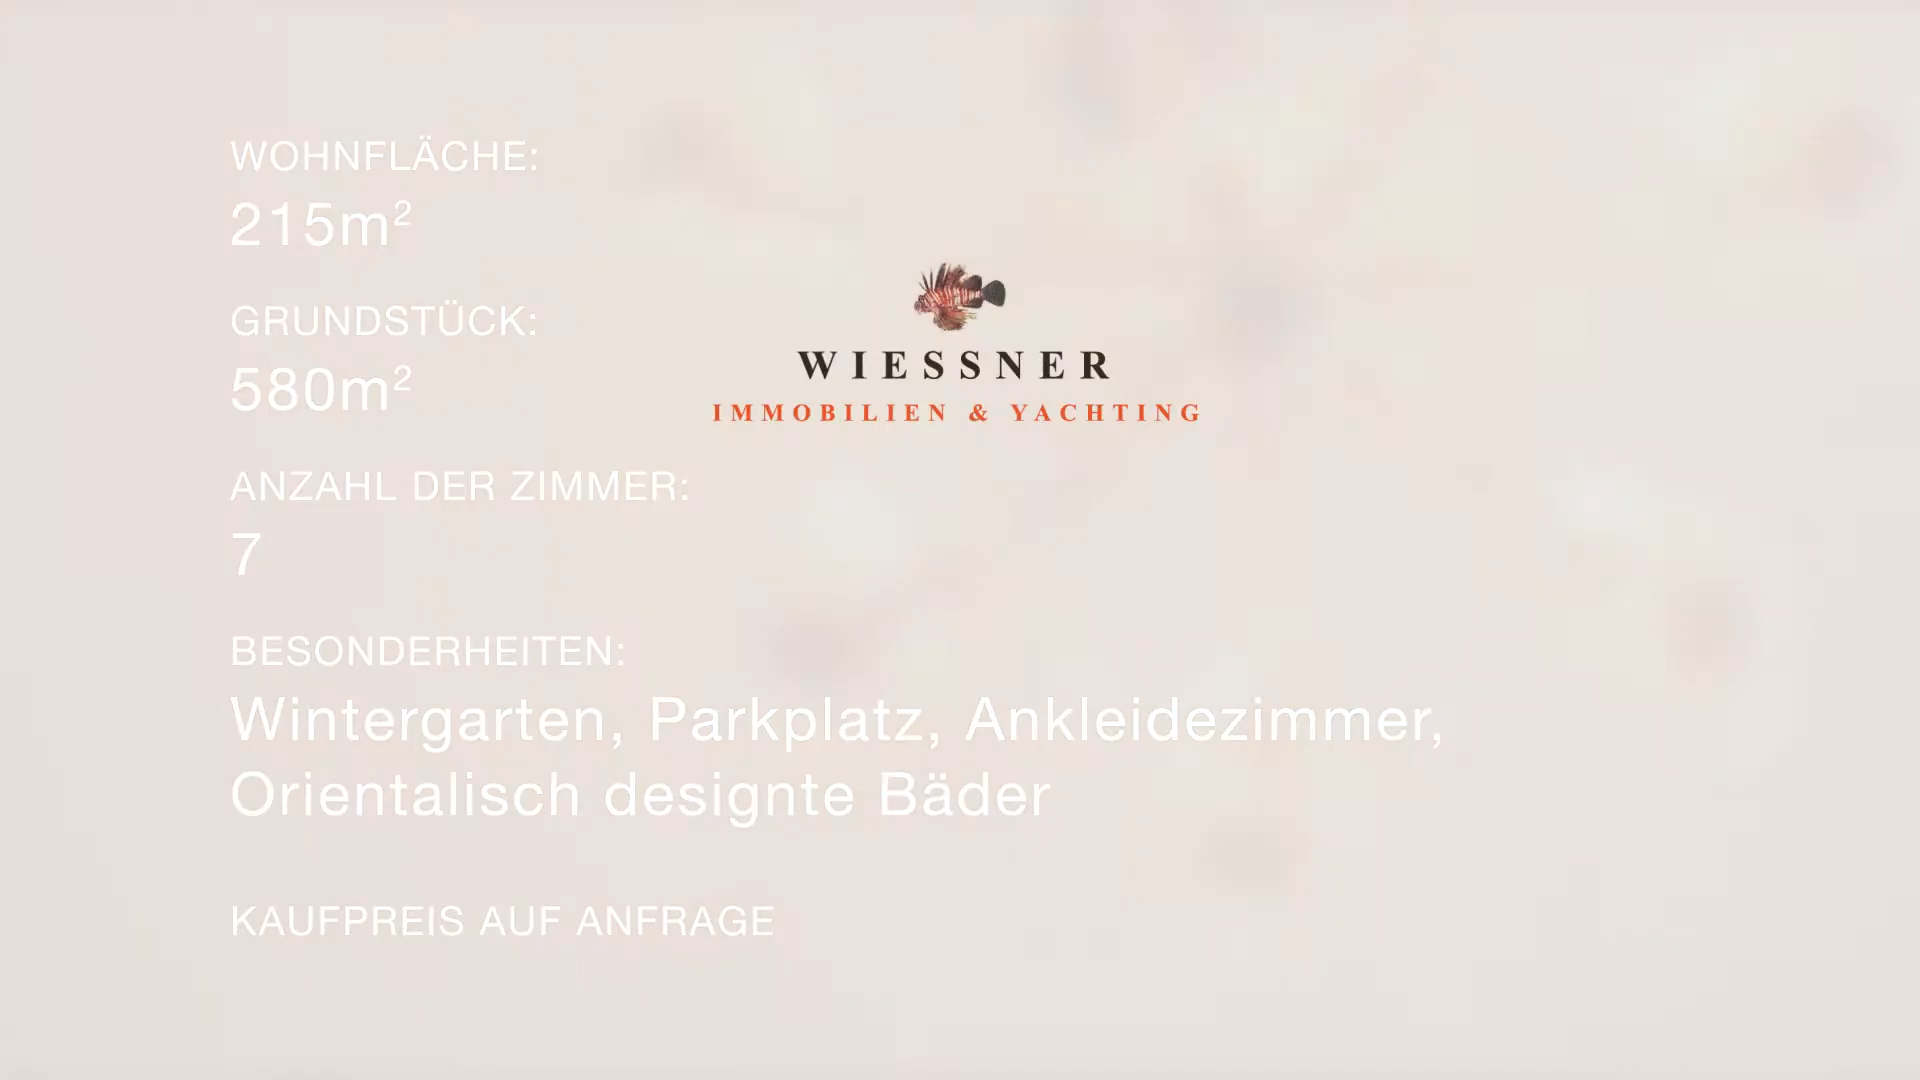 WOHNFLÄCHE:
215m²
GRUNDSTÜCK:
580m²
WIESSNER
IMMOBILIEN & YACHTING
ANZAHL DER ZIMMER:
7
BESONDERHEITEN:
Wintergarten, Parkplatz, Ankleidezimmer,
Orientalisch designte Bäder
KAUFPREIS AUF ANFRAGE